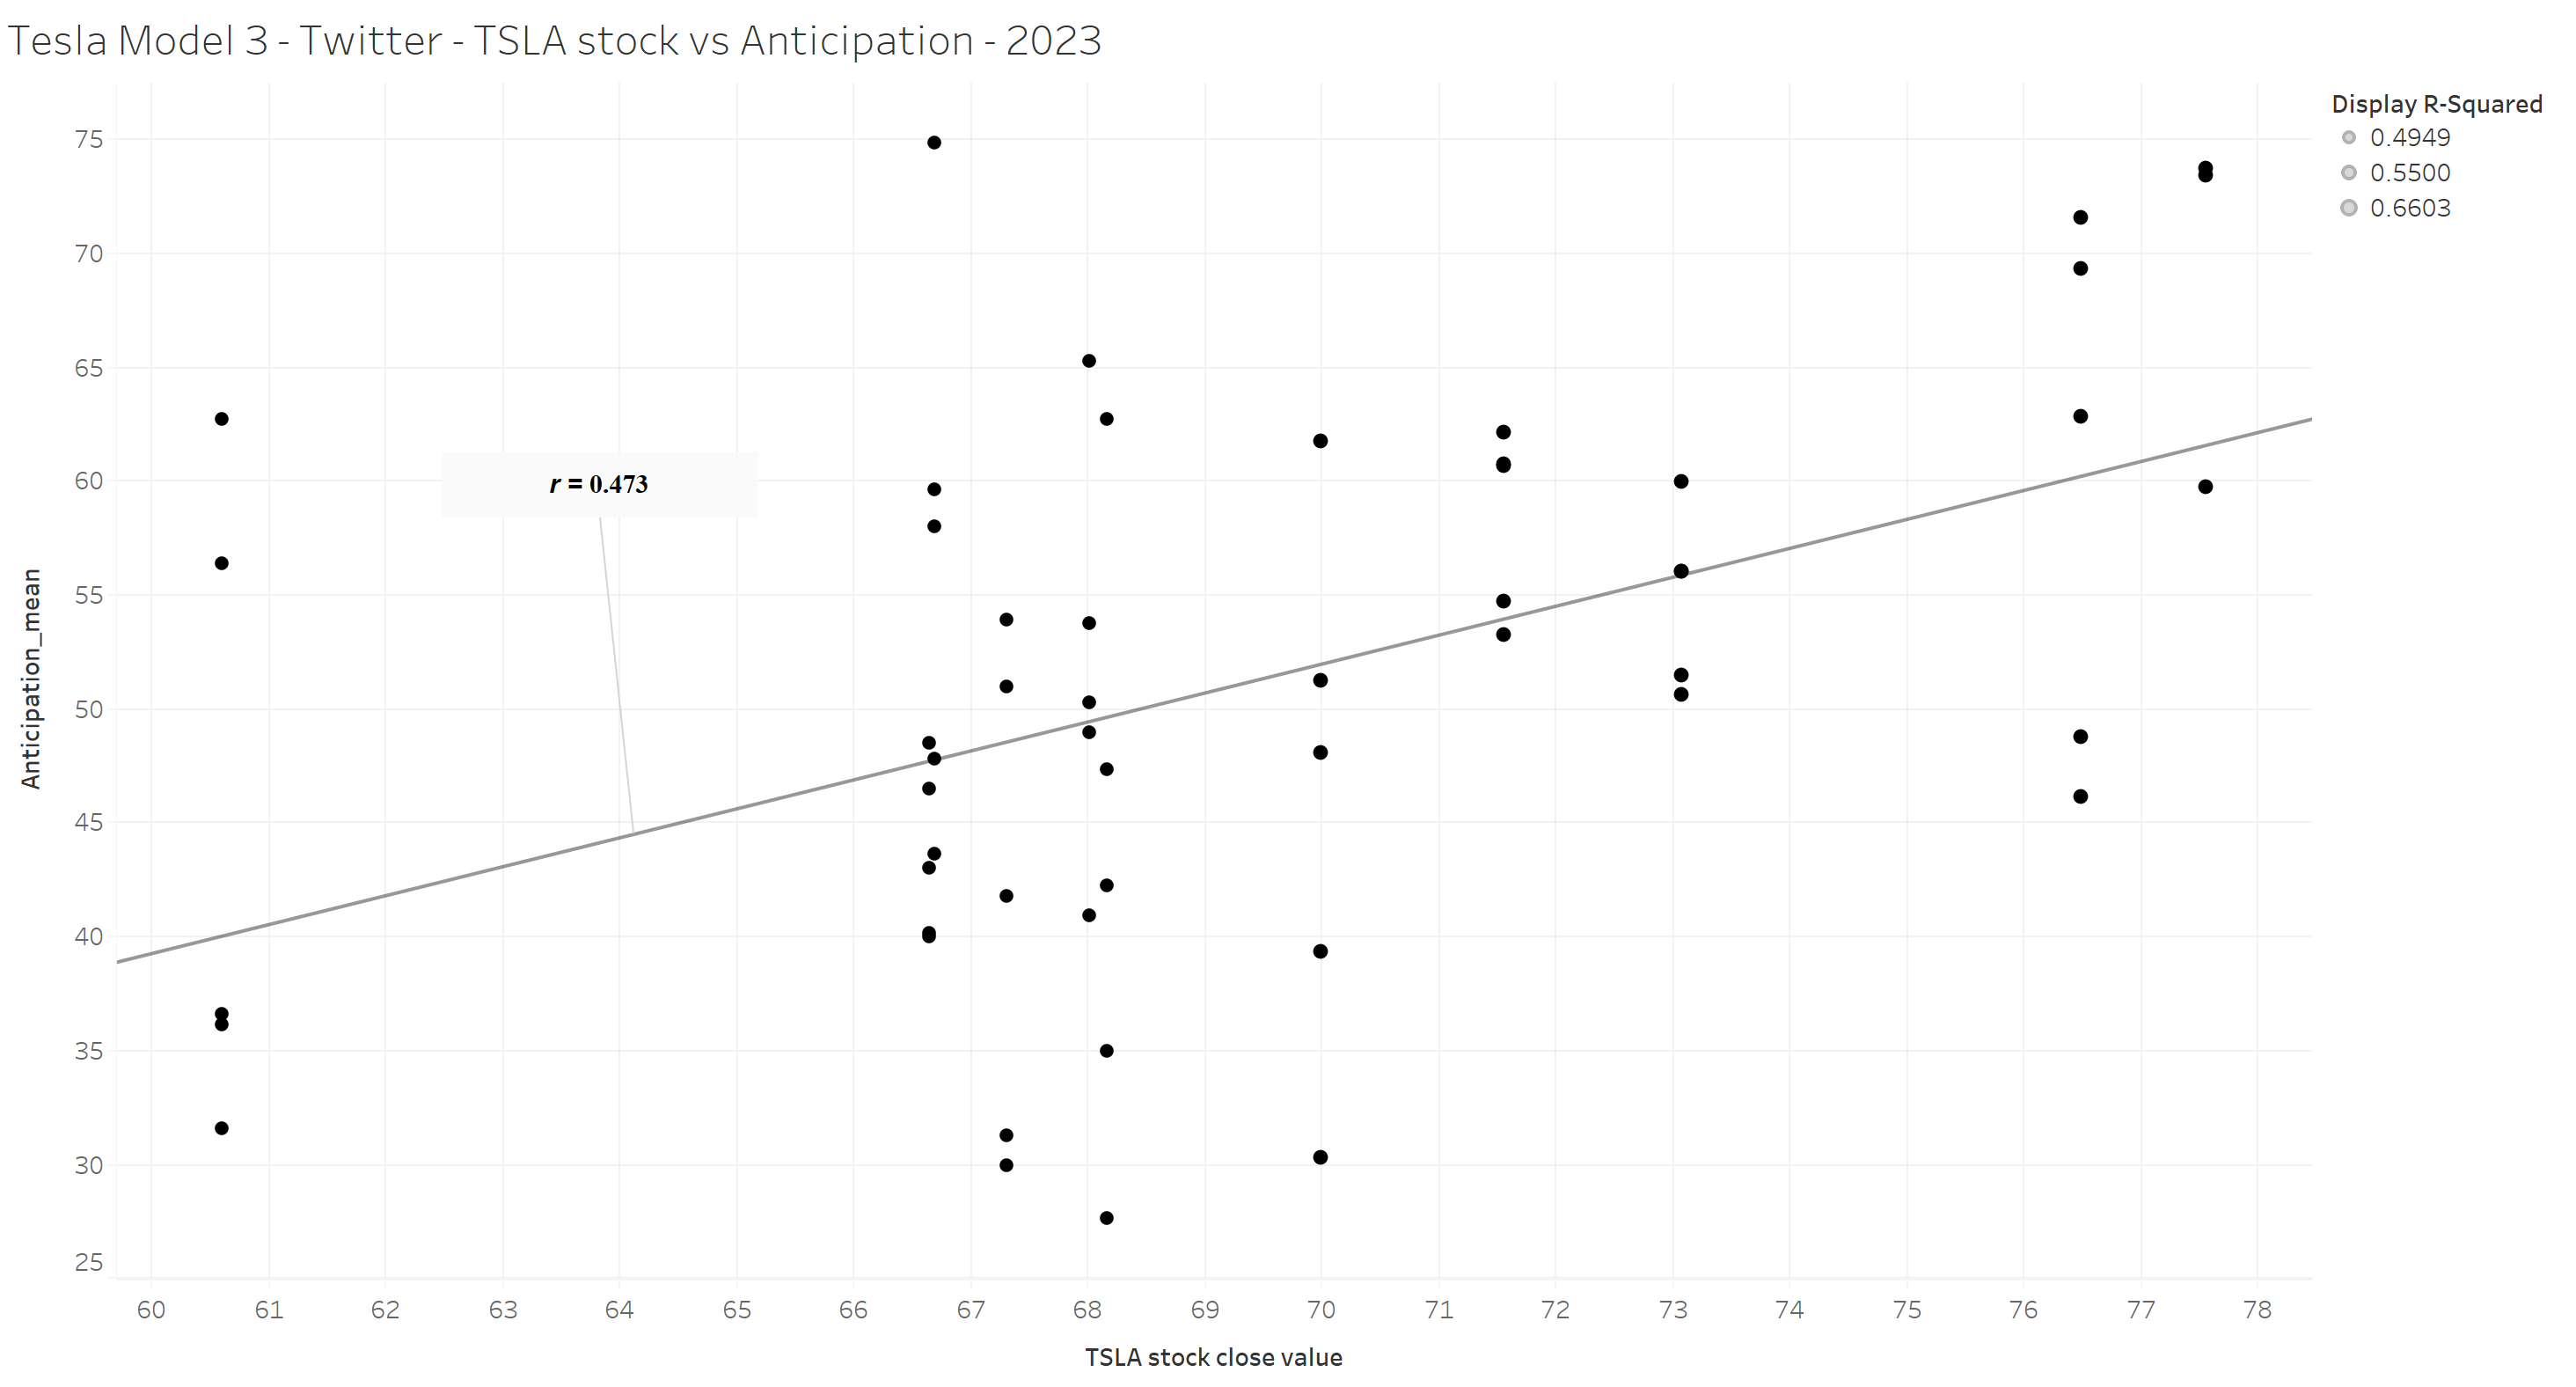 Tesla Model 3 - Twitter - TSLA stock vs Anticipation - 2023
Display R-Squared
0.4949
0.5500
0.6603
75
70
65
60
55
50
45
40
35
30
25
Anticipation_mean
r = 0.473
60 61 62 63 64 65 66 67 68 69 70 71 72 73 74 75 76 77 78
TSLA stock close value